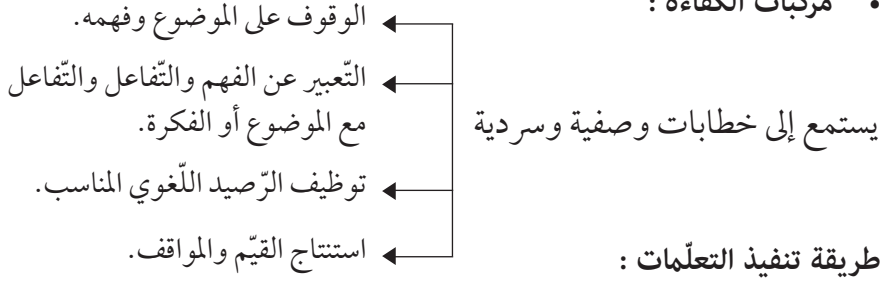 • مركبات الكفاءة :
يستمع إلى خطابات وصفية وسردية
الوقوف على الموضوع وفهمه.
التّعبير عن الفهم والتّفاعل والتّفاعل
مع الموضوع أو الفكرة.
توظيف الرّصيد اللّغوي المناسب.
استنتاج القيّم والمواقف.
طريقة تنفيذ التعلّمات :